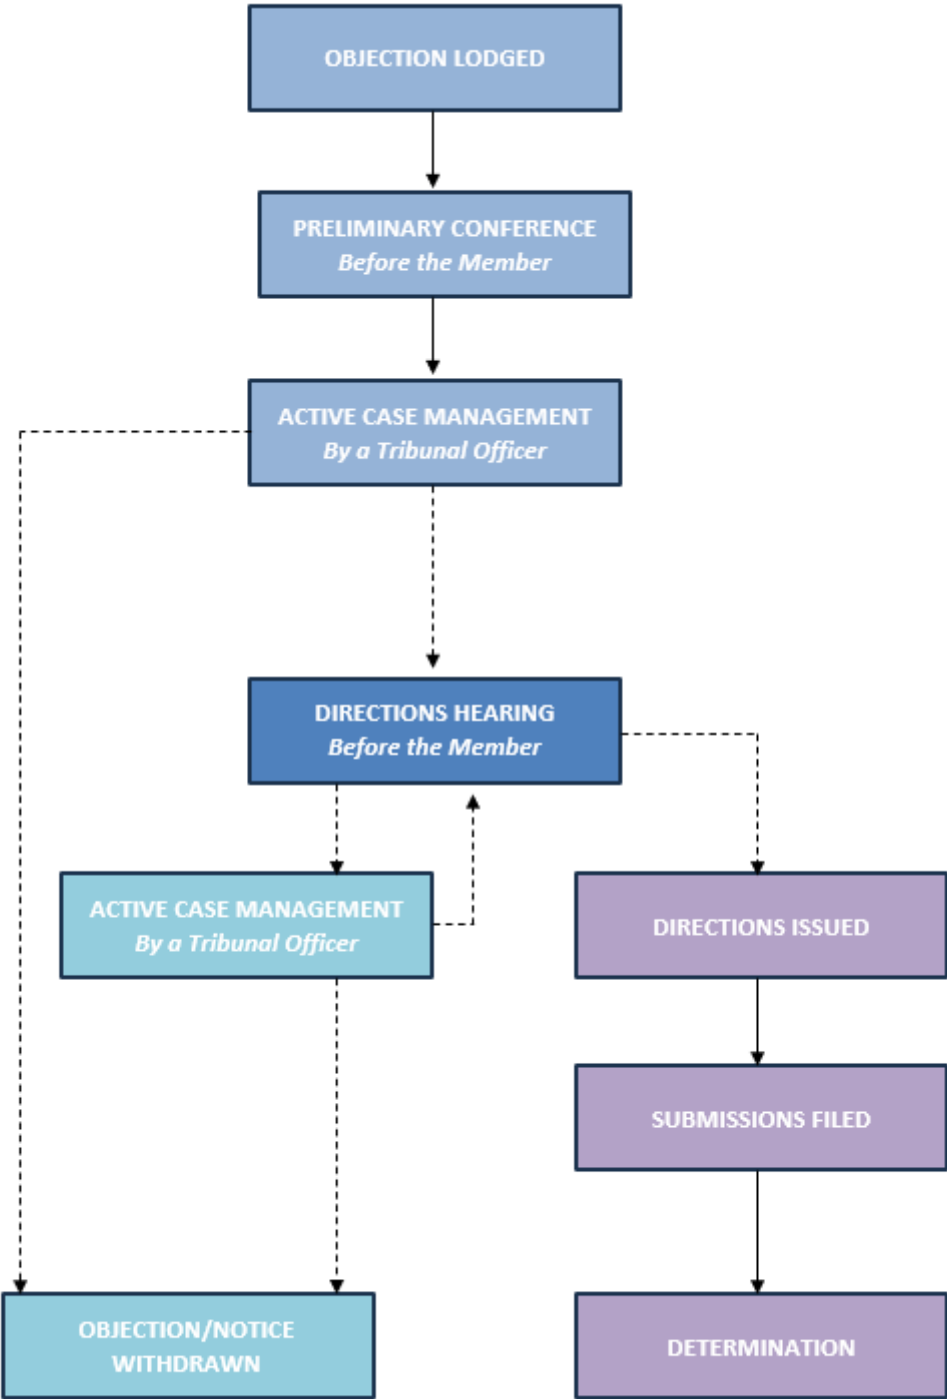 OBJECTION LODGED
PRELIMINARY CONFERENCE
Before the Member
ACTIVE CASE MANAGEMENT
By a Tribunal Officer
DIRECTIONS HEARING
Before the Member
ACTIVE CASE MANAGEMENT
By a Tribunal Officer
DIRECTIONS ISSUED
SUBMISSIONS FILED
OBJECTION/NOTICE
WITHDRAWN
DETERMINATION